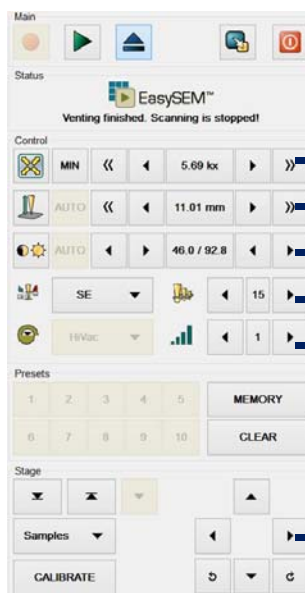 Main
Status
EasySEM™
Venting finished. Scanning is stopped!
Control
MIN 5.69 kx
AUTO 11.01 mm
AUTO 46.0 / 92.8
SE 15
HiVac 1
Presets
1 2 3 4 5 MEMORY
6 7 8 9 10 CLEAR
Stage
Samples
CALIBRATE